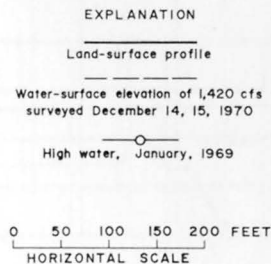 EXPLANATION
Land-surface profile
Water-surface elevation of 1,420 cfs
surveyed December 14, 15, 1970
High water, January, 1969
0 50 100 150 200 FEET
HORIZONTAL SCALE